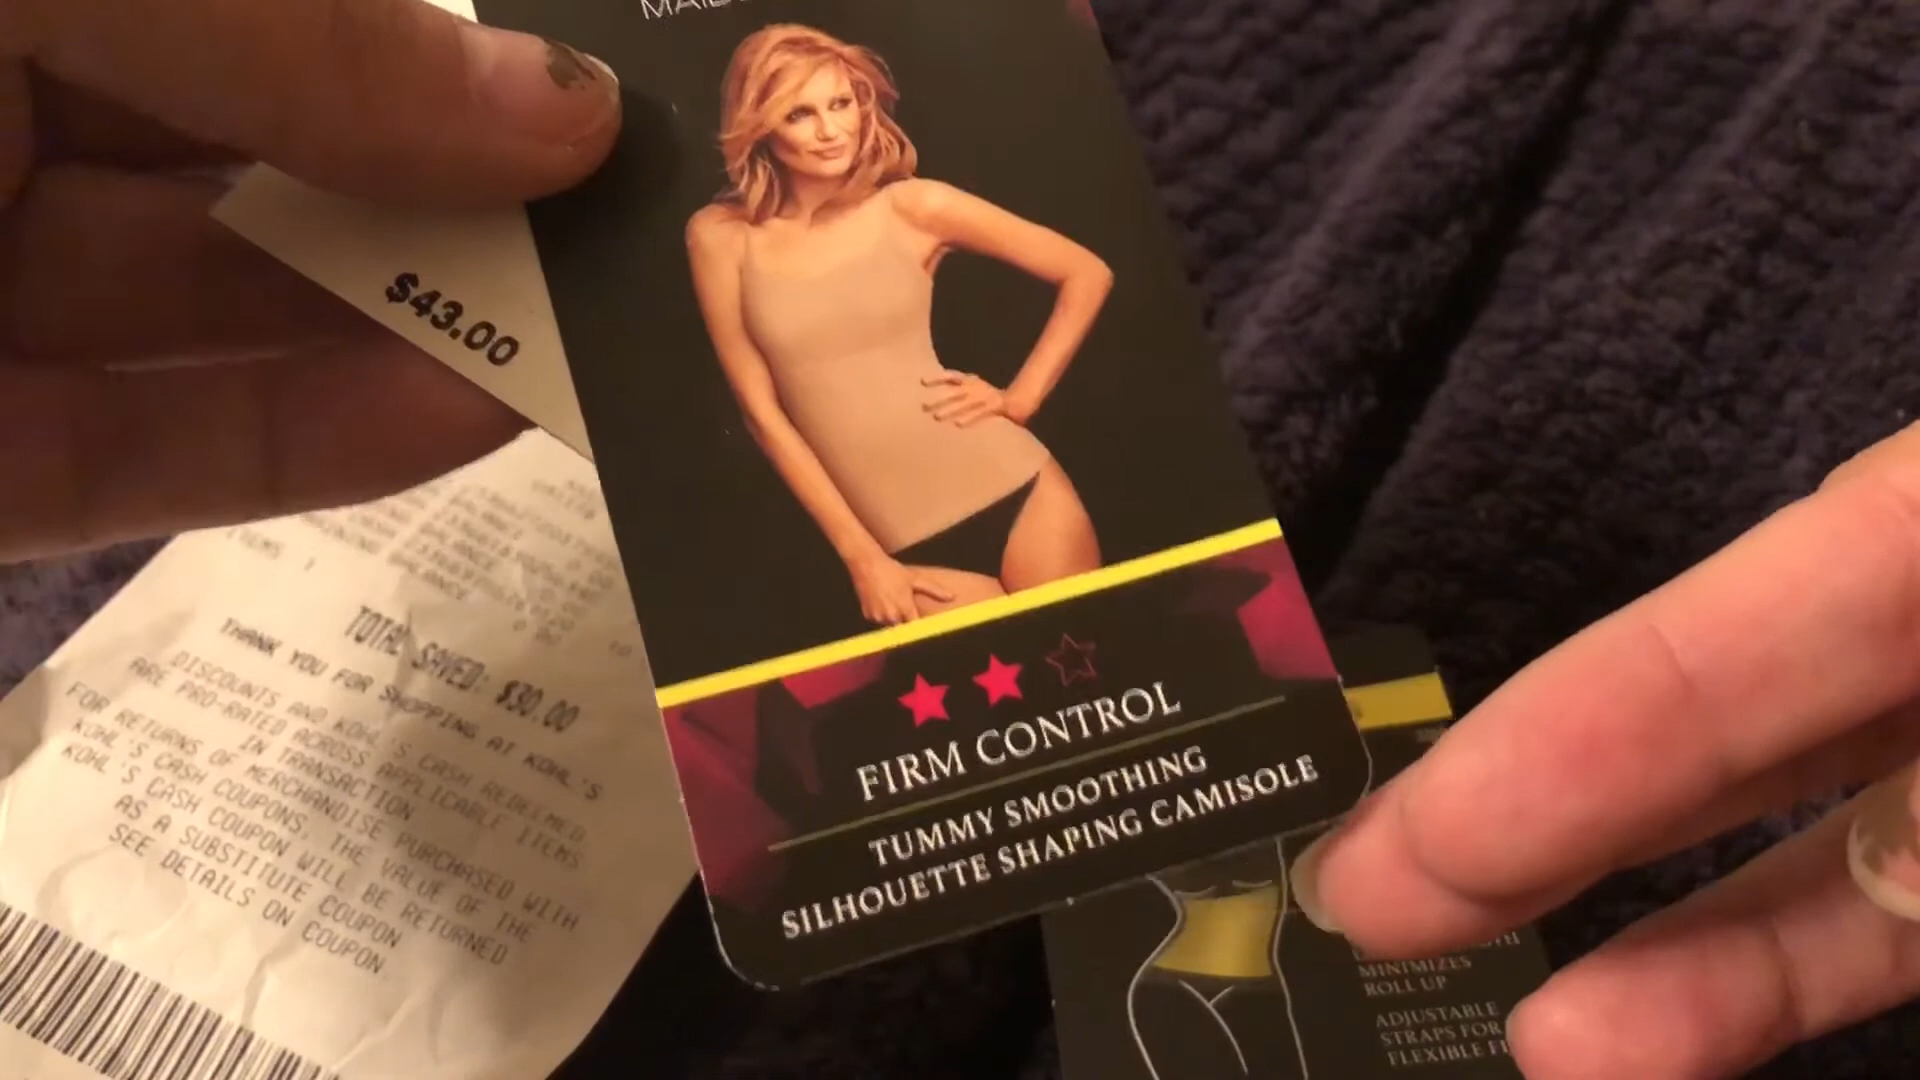 $43.00
TOTAL SAVED: $30.00
THANK YOU FOR SHOPPING AT KOHL'S
DISCOUNTS AND KOHL'S CASH REDEEMED
ARE PRO-RATED ACROSS APPLICABLE ITEMS
IN TRANSACTION
FOR RETURNS OF MERCHANDISE PURCHASED WITH
KOHL'S CASH COUPONS, THE VALUE OF THE
KOHL'S CASH COUPON WILL BE RETURNED
AS A SUBSTITUTE COUPON
SEE DETAILS ON COUPON
FIRM CONTROL
TUMMY SMOOTHING
SILHOUETTE SHAPING CAMISOLE
MINIMIZES
ROLL UP
ADJUSTABLE
STRAPS FOR
FLEXIBLE